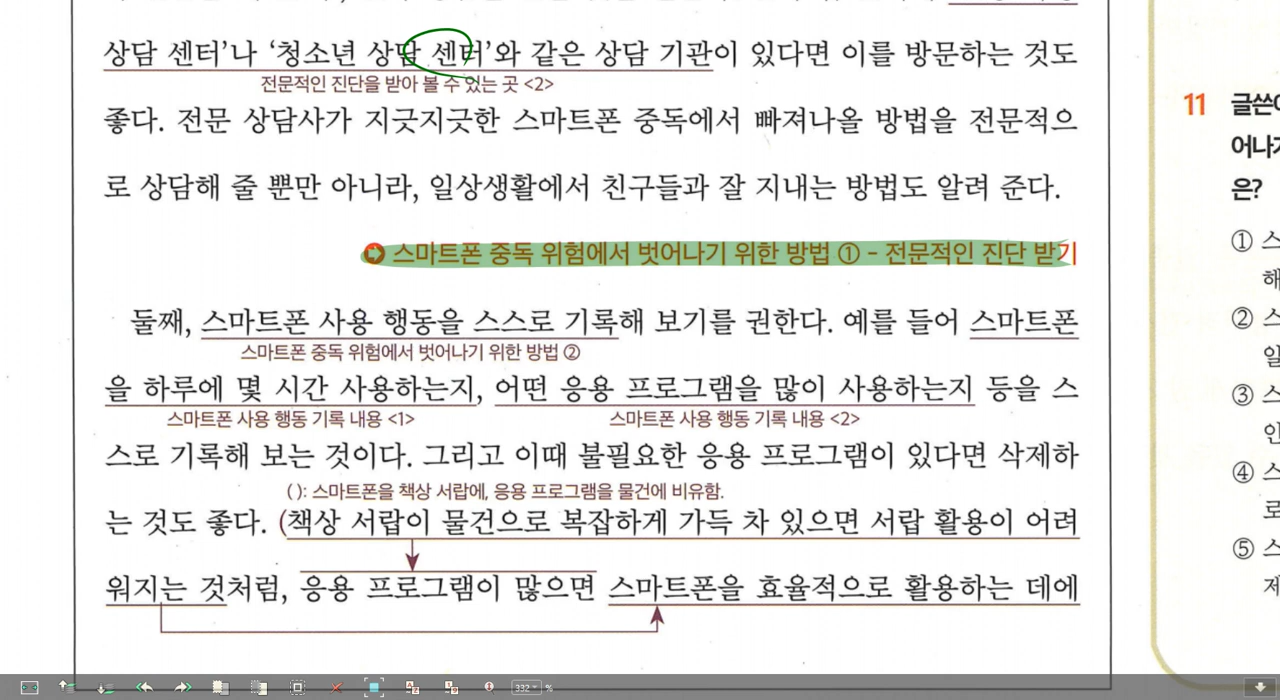 상담 센터'나 '청소년 상담 센터'와 같은 상담 기관이 있다면 이를 방문하는 것도
전문적인 진단을 받아 볼 수 있는 곳 <2>
좋다. 전문 상담사가 지긋지긋한 스마트폰 중독에서 빠져나올 방법을 전문적으
로 상담해 줄 뿐만 아니라, 일상생활에서 친구들과 잘 지내는 방법도 알려 준다.
스마트폰 중독 위험에서 벗어나기 위한 방법 ① - 전문적인 진단 받기
둘째, 스마트폰 사용 행동을 스스로 기록해 보기를 권한다. 예를 들어 스마트폰
스마트폰 중독 위험에서 벗어나기 위한 방법 ②
을 하루에 몇 시간 사용하는지, 어떤 응용 프로그램을 많이 사용하는지 등을 스
스마트폰 사용 행동 기록 내용 <1> 스마트폰 사용 행동 기록 내용 <2>
스로 기록해 보는 것이다. 그리고 이때 불필요한 응용 프로그램이 있다면 삭제하
( ): 스마트폰을 책상 서랍에, 응용 프로그램을 물건에 비유함.
는 것도 좋다. (책상 서랍이 물건으로 복잡하게 가득 차 있으면 서랍 활용이 어려
워지는 것처럼, 응용 프로그램이 많으면 스마트폰을 효율적으로 활용하는 데에
11 글쓴
어나
은?
① 스
해
② 스
일
③ 스
인
④ 스
로
⑤ 스
제
332 %